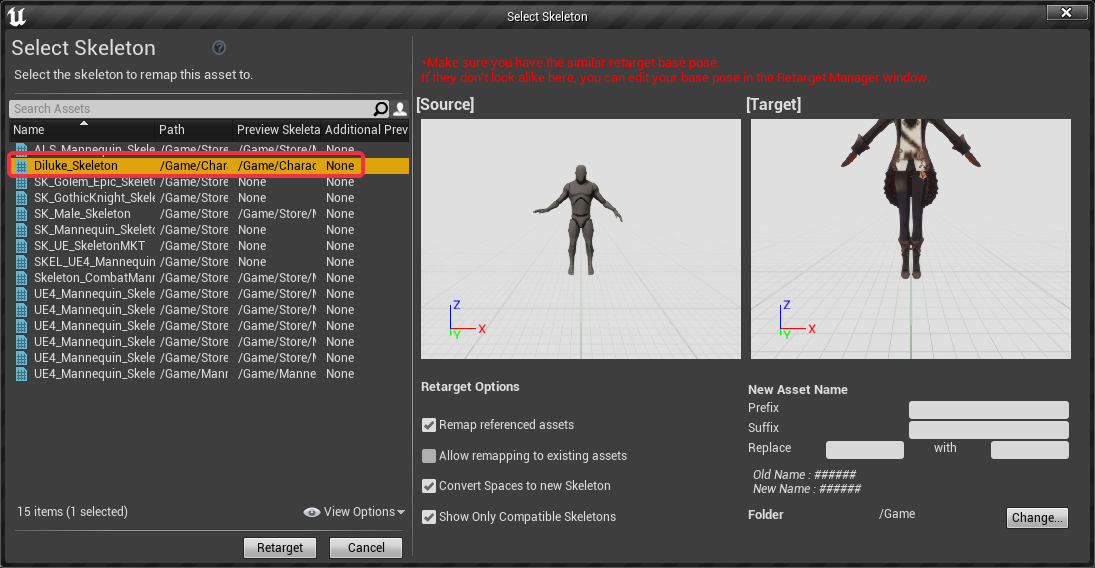 Select Skeleton
Select Skeleton
?
Select the skeleton to remap this asset to.
Search Assets
Name Path Preview Skeleta Additional Prev
ALS_Mannequin_Skele /Game/Store /Game/Store/M None
Diluke_Skeleton /Game/Char /Game/Charac None
SK_Golem_Epic_Skelet /Game/Store None None
SK_GothicKnight_Skele /Game/Store None None
SK_Male_Skeleton /Game/Store /Game/Store/M None
SK_Mannequin_Skeleto /Game/Store None None
SK_UE_SkeletonMKT /Game/Store None None
SKEL_UE4_Mannequin /Game/Store None None
Skeleton_CombatMann /Game/Store /Game/Store/M None
UE4_Mannequin_Skele /Game/Store /Game/Store/M None
UE4_Mannequin_Skele /Game/Store /Game/Store/M None
UE4_Mannequin_Skele /Game/Store /Game/Store/M None
UE4_Mannequin_Skele /Game/Store /Game/Store/M None
UE4_Mannequin_Skele /Game/Store /Game/Store/M None
UE4_Mannequin_Skele /Game/Mann /Game/Manne None
15 items (1 selected)
View Options
Retarget
Cancel
*Make sure you have the similar retarget base pose.
If they don't look alike here, you can edit your base pose in the Retarget Manager window.
[Source]
[Target]
Z
X
Y
Z
X
Y
Retarget Options
Remap referenced assets
Allow remapping to existing assets
Convert Spaces to new Skeleton
Show Only Compatible Skeletons
New Asset Name
Prefix
Suffix
Replace with
Old Name : ######
New Name : ######
Folder /Game Change...